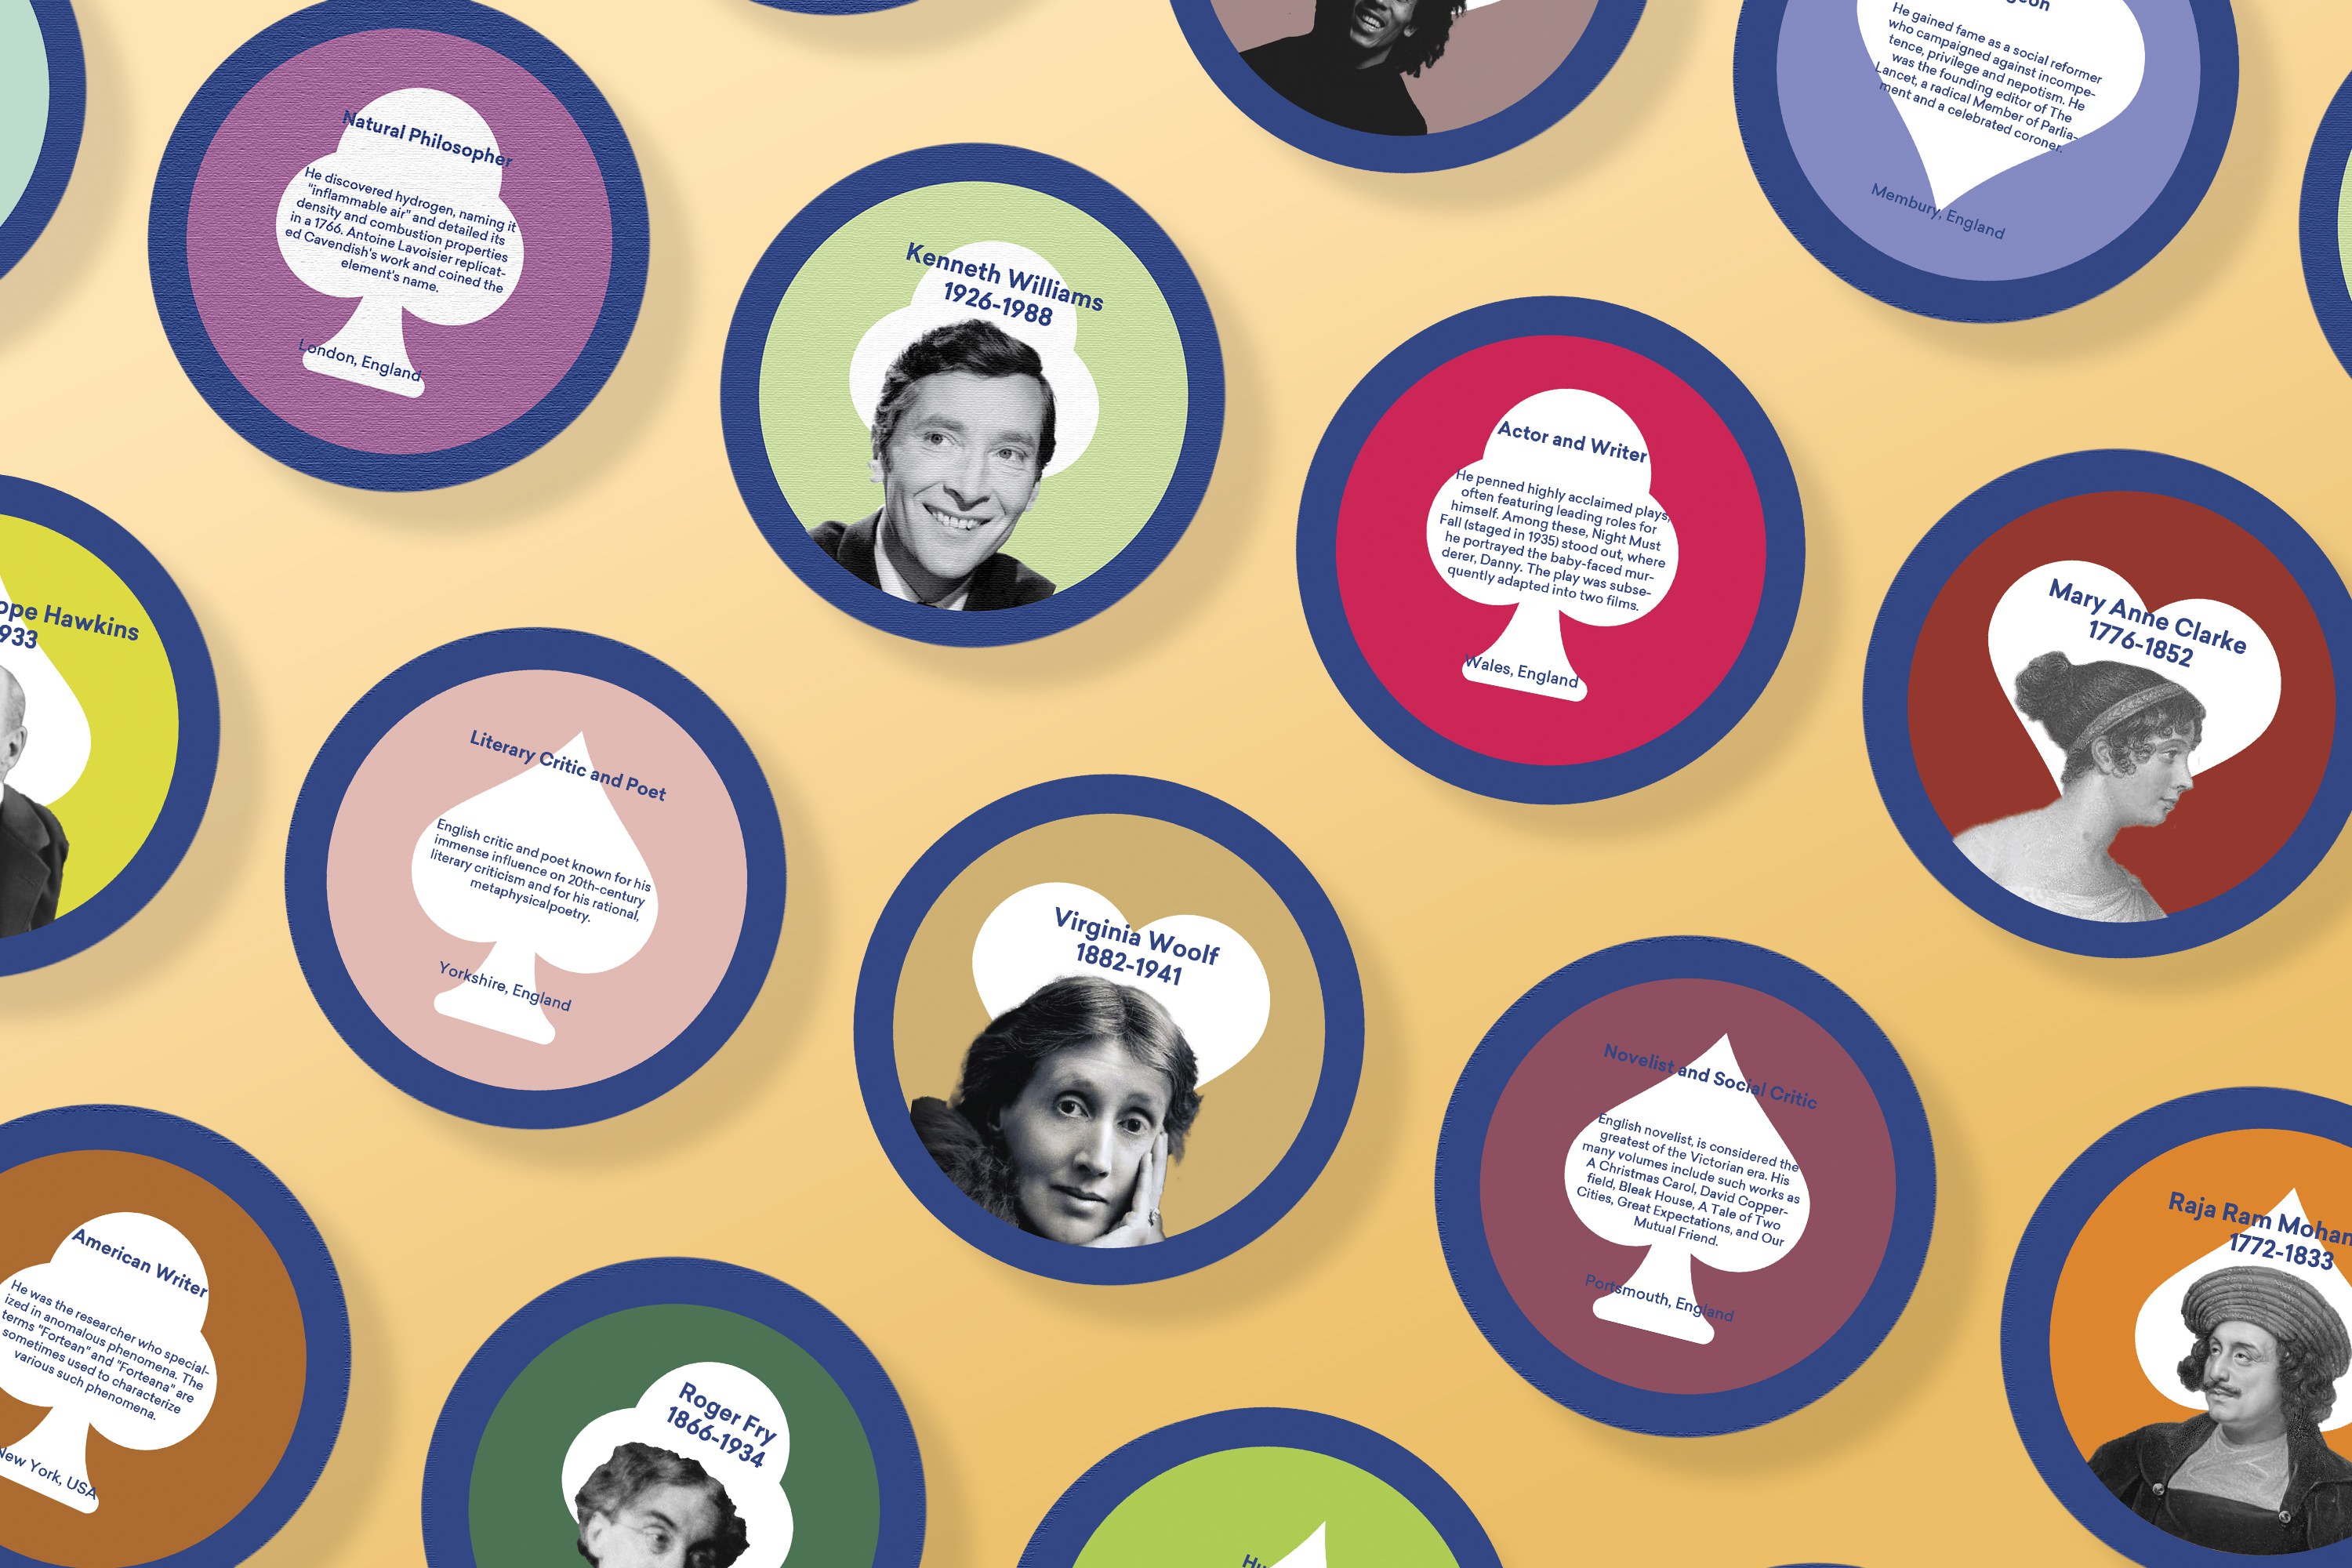 Natural Philosopher
He discovered hydrogen, naming it
"inflammable air" and detailed its
density and combustion properties
in a 1766. Antoine Lavoisier replicat-
ed Cavendish's work and coined the
element's name.
London, England
Kenneth Williams
1926-1988
He gained fame as a social reformer
who campaigned against incompe-
tence, privilege and nepotism. He
was the founding editor of The
Lancet, a radical Member of Parlia-
ment and a celebrated coroner.
Membury, England
Actor and Writer
He penned highly acclaimed plays,
often featuring leading roles for
himself. Among these, Night Must
Fall (staged in 1935) stood out, where
he portrayed the baby-faced mur-
derer, Danny. The play was subse-
quently adapted into two films.
Wales, England
Mary Anne Clarke
1776-1852
Hawkins
Literary Critic and Poet
English critic and poet known for his
immense influence on 20th-century
literary criticism and for his rational,
metaphysicalpoetry.
Yorkshire, England
Virginia Woolf
1882-1941
Novelist and Social Critic
English novelist, is considered the
greatest of the Victorian era. His
many volumes include such works as
A Christmas Carol, David Copper-
field, Bleak House, A Tale of Two
Cities, Great Expectations, and Our
Mutual Friend.
Portsmouth, England
Raja Ram Mohan
1772-1833
American Writer
He was the researcher who special-
ized in anomalous phenomena. The
terms "Fortean" and "Forteana" are
sometimes used to characterize
various such phenomena.
New York, USA
Roger Fry
1866-1934